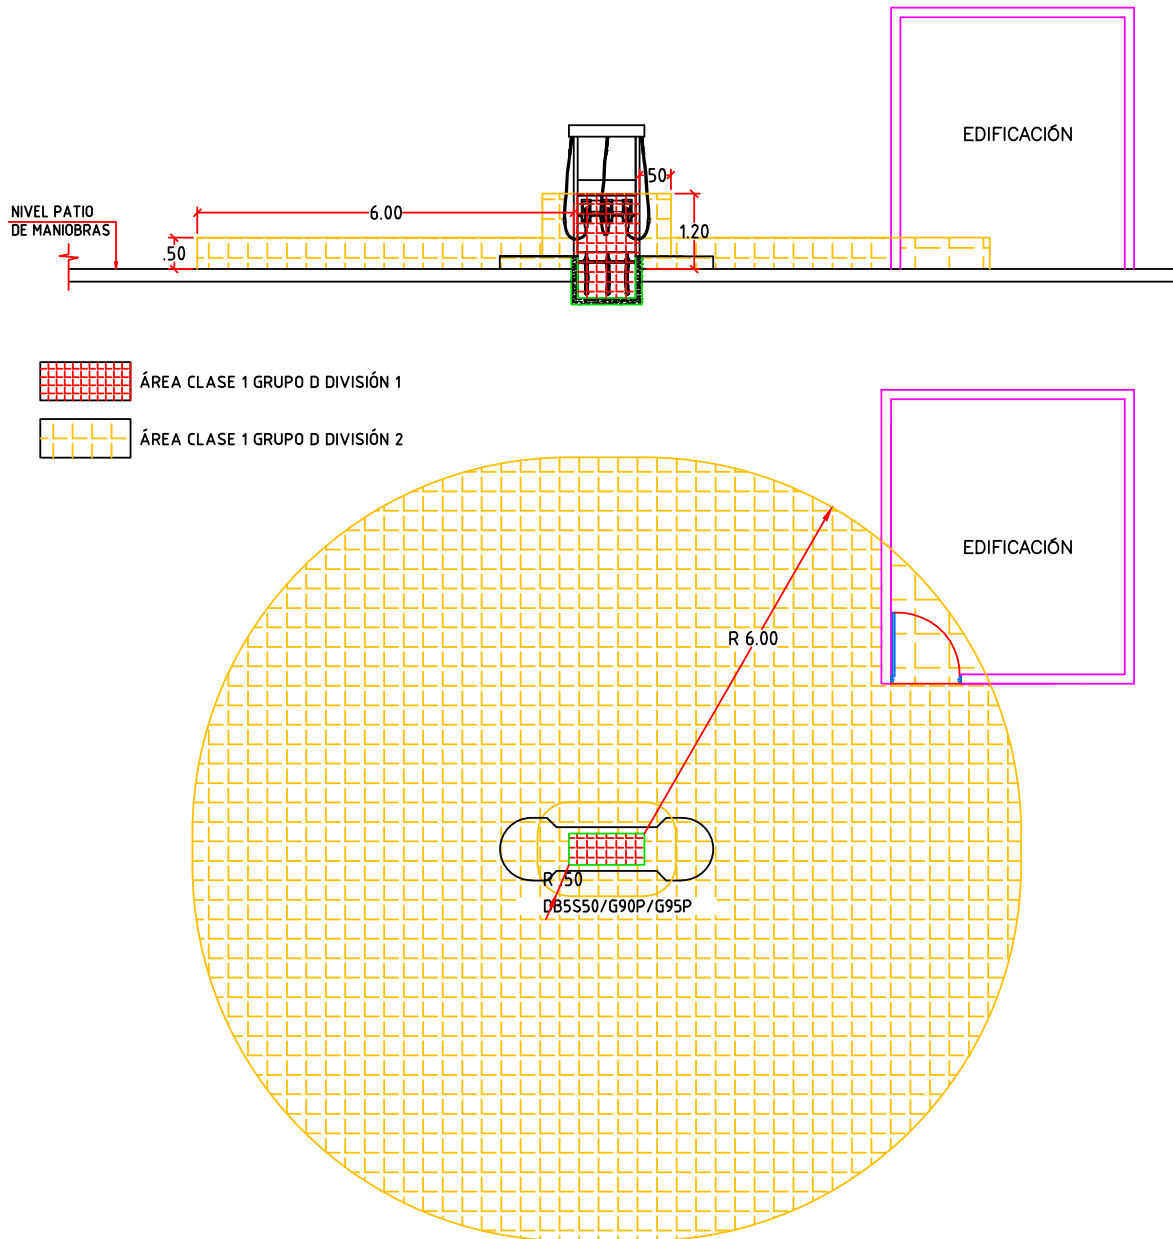 EDIFICACIÓN
.50
6.00
NIVEL PATIO
DE MANIOBRAS
1.20
.50
ÁREA CLASE 1 GRUPO D DIVISIÓN 1
ÁREA CLASE 1 GRUPO D DIVISIÓN 2
EDIFICACIÓN
R 6.00
R .50
DB5S50/G90P/G95P